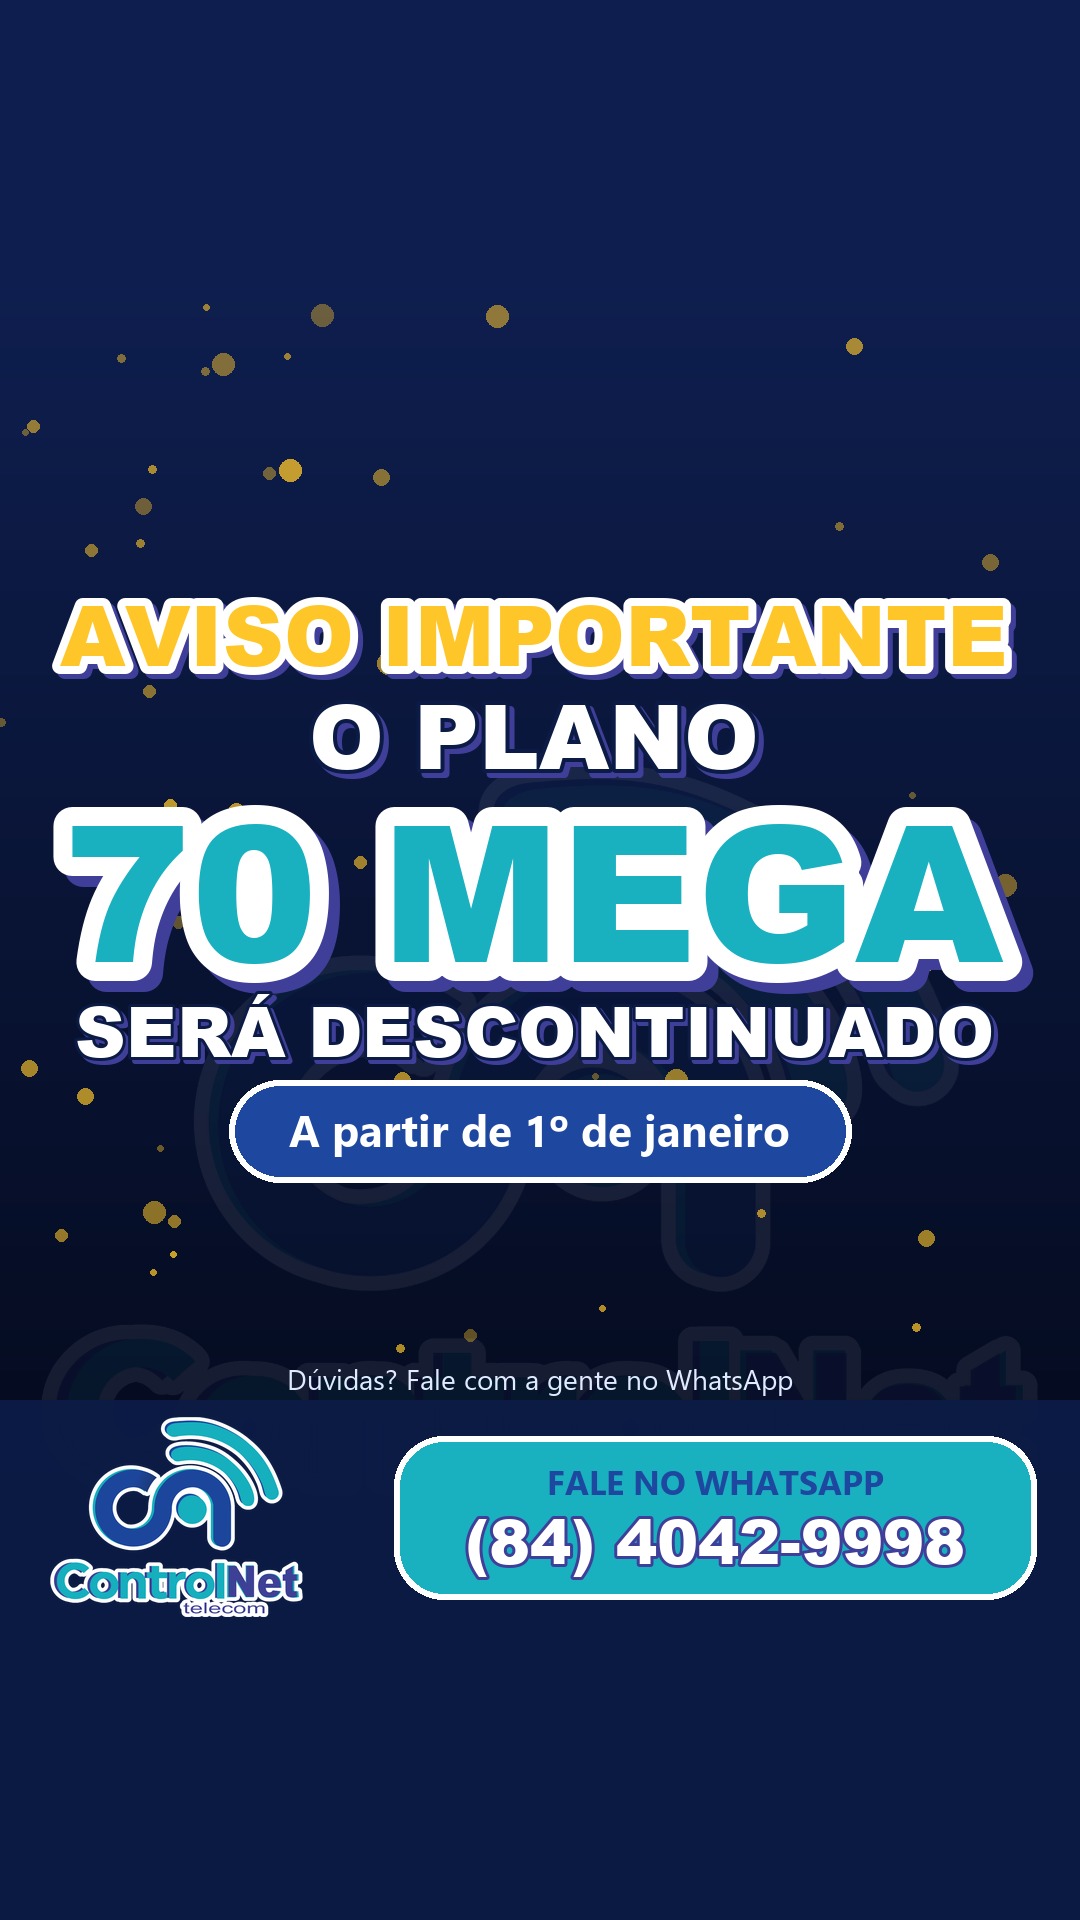 AVISO IMPORTANTE
O PLANO
70 MEGA
SERÁ DESCONTINUADO
A partir de 1º de janeiro
Dúvidas? Fale com a gente no WhatsApp
FALE NO WHATSAPP
(84) 4042-9998
ControlNet
telecom